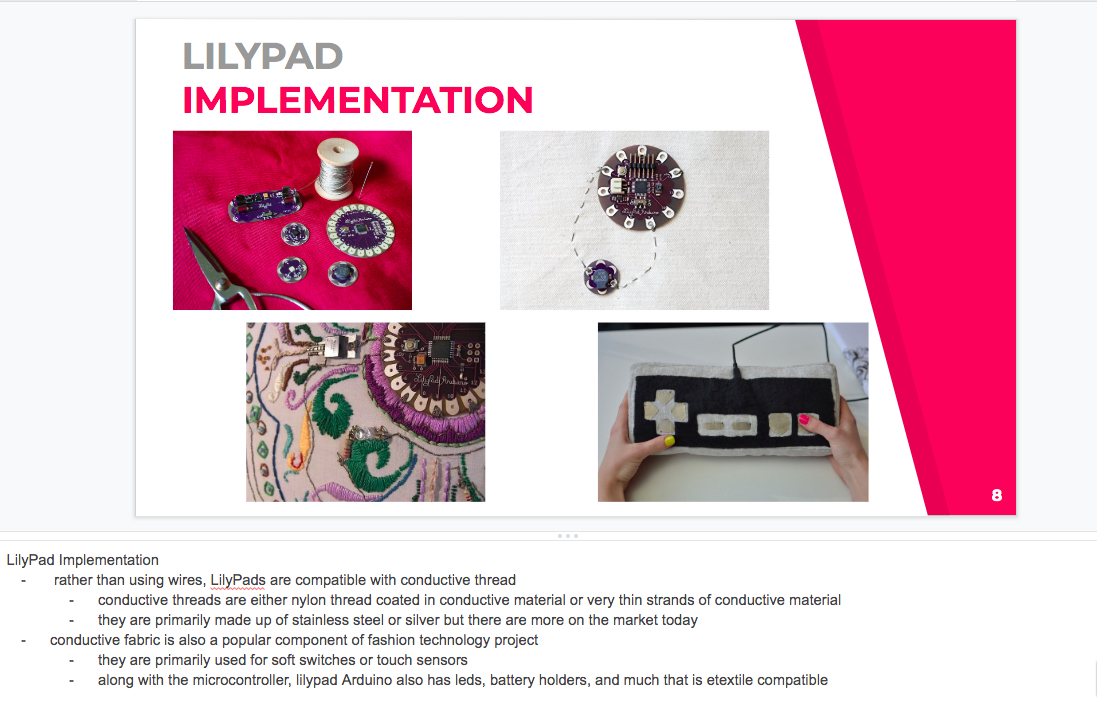 LILYPAD
IMPLEMENTATION
LilyPad Arduino
8
LilyPad Implementation
- rather than using wires, LilyPads are compatible with conductive thread
- conductive threads are either nylon thread coated in conductive material or very thin strands of conductive material
- they are primarily made up of stainless steel or silver but there are more on the market today
- conductive fabric is also a popular component of fashion technology project
- they are primarily used for soft switches or touch sensors
- along with the microcontroller, lilypad Arduino also has leds, battery holders, and much that is etextile compatible